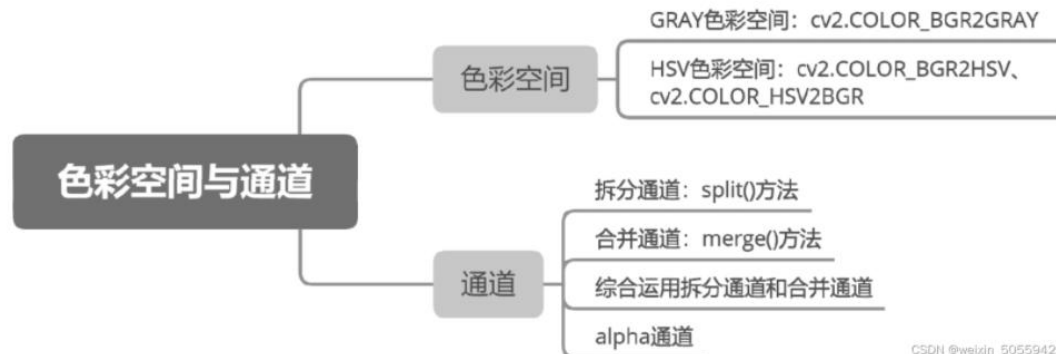 GRAY色彩空间：cv2.COLOR_BGR2GRAY
色彩空间
HSV色彩空间：cv2.COLOR_BGR2HSV、
cv2.COLOR_HSV2BGR
色彩空间与通道
拆分通道：split()方法
合并通道：merge()方法
通道
综合运用拆分通道和合并通道
alpha通道
CSDN @weixin_5055942